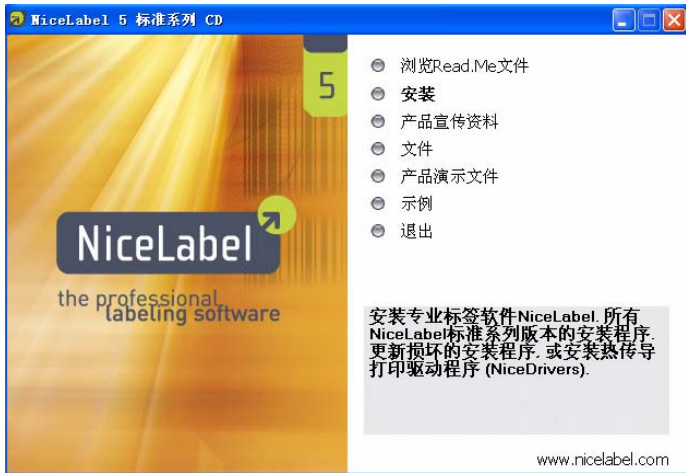 NiceLabel 5 标准系列 CD
5
浏览Read.Me文件
安装
产品宣传资料
文件
产品演示文件
示例
退出
NiceLabel
the professional
labeling software
安装专业标签软件NiceLabel. 所有
NiceLabel标准系列版本的安装程序.
更新损坏的安装程序. 或安装热传导
打印驱动程序 (NiceDrivers).
www.nicelabel.com